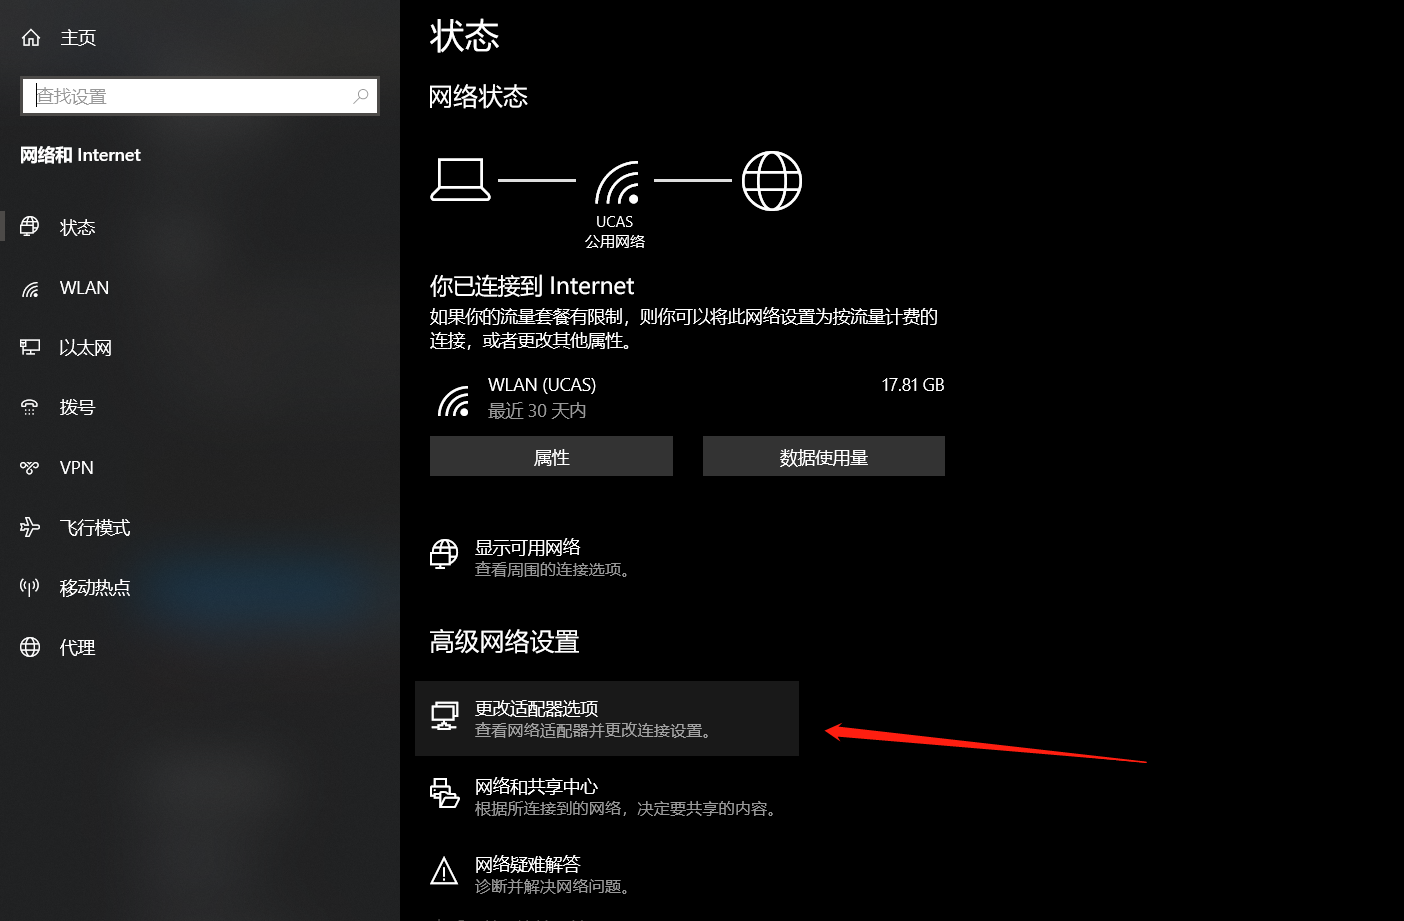 主页
查找设置
网络和 Internet
状态
WLAN
以太网
拨号
VPN
飞行模式
移动热点
代理
状态
网络状态
UCAS
公用网络
你已连接到 Internet
如果你的流量套餐有限制，则你可以将此网络设置为按流量计费的
连接，或者更改其他属性。
WLAN (UCAS)
17.81 GB
最近 30 天内
属性
数据使用量
显示可用网络
查看周围的连接选项。
高级网络设置
更改适配器选项
查看网络适配器并更改连接设置。
网络和共享中心
根据所连接到的网络，决定要共享的内容。
网络疑难解答
诊断并解决网络问题。